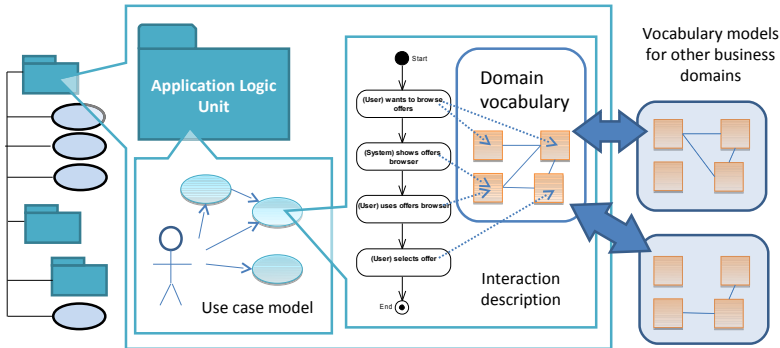 Application Logic
Unit
Use case model
Start
(User) wants to browse
offers
(System) shows offers
browser
(User) uses offers browser
(User) selects offer
End
Domain
vocabulary
Interaction
description
Vocabulary models
for other business
domains